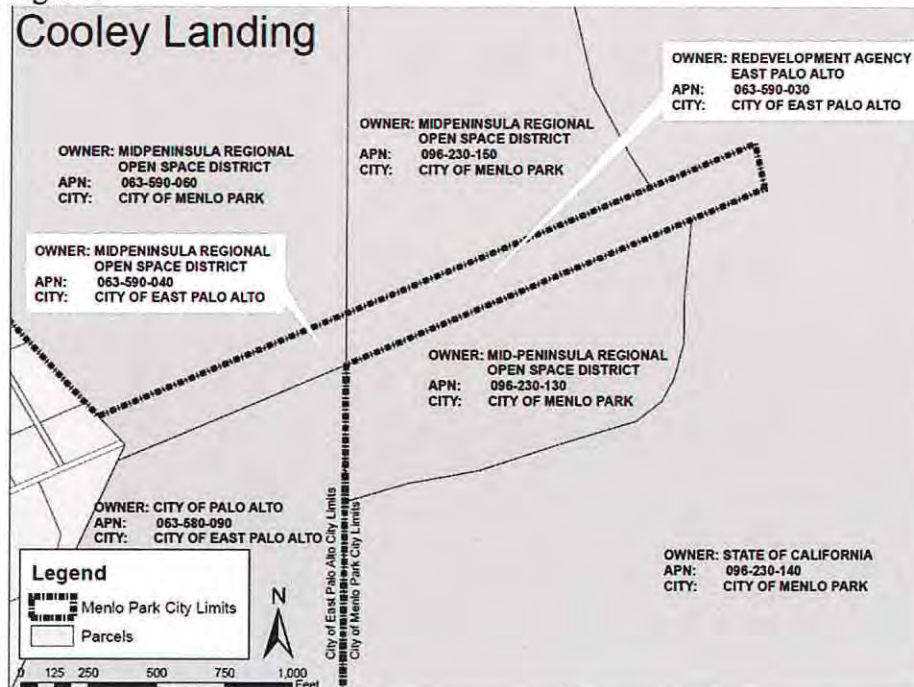 Cooley Landing
OWNER: REDEVELOPMENT AGENCY
EAST PALO ALTO
APN: 063-590-030
CITY: CITY OF EAST PALO ALTO
OWNER: MIDPENINSULA REGIONAL
OPEN SPACE DISTRICT
APN: 096-230-150
CITY: CITY OF MENLO PARK
OWNER: MIDPENINSULA REGIONAL
OPEN SPACE DISTRICT
APN: 063-590-060
CITY: CITY OF MENLO PARK
OWNER: MIDPENINSULA REGIONAL
OPEN SPACE DISTRICT
APN: 063-590-040
CITY: CITY OF EAST PALO ALTO
OWNER: MID-PENINSULA REGIONAL
OPEN SPACE DISTRICT
APN: 096-230-130
CITY: CITY OF MENLO PARK
OWNER: CITY OF PALO ALTO
APN: 063-580-090
CITY: CITY OF EAST PALO ALTO
City of East Palo Alto City Limits
City of Menlo Park City Limits
OWNER: STATE OF CALIFORNIA
APN: 096-230-140
CITY: CITY OF MENLO PARK
Legend
Menlo Park City Limits
Parcels
N
0 125 250 500 750 1,000
Feet